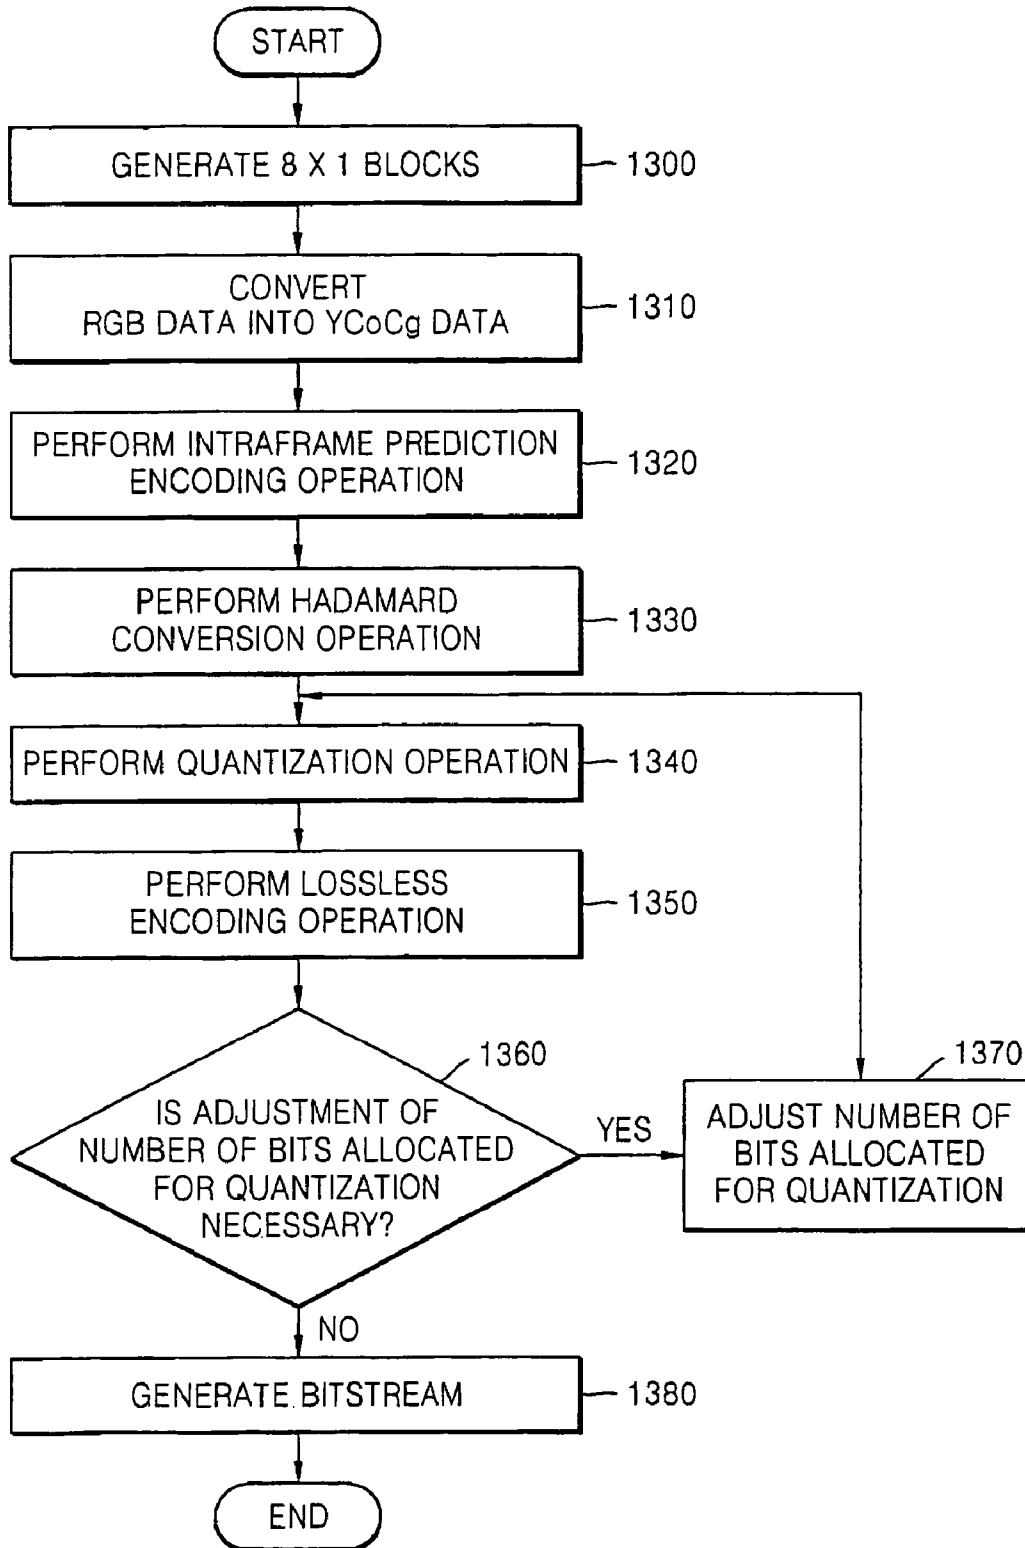 START
GENERATE 8 X 1 BLOCKS
1300
CONVERT
RGB DATA INTO YCoCg DATA
1310
PERFORM INTRAFRAME PREDICTION
ENCODING OPERATION
1320
PERFORM HADAMARD
CONVERSION OPERATION
1330
PERFORM QUANTIZATION OPERATION
1340
PERFORM LOSSLESS
ENCODING OPERATION
1350
1360
IS ADJUSTMENT OF
NUMBER OF BITS ALLOCATED
FOR QUANTIZATION
NECESSARY?
YES
1370
ADJUST NUMBER OF
BITS ALLOCATED
FOR QUANTIZATION
NO
GENERATE BITSTREAM
1380
END